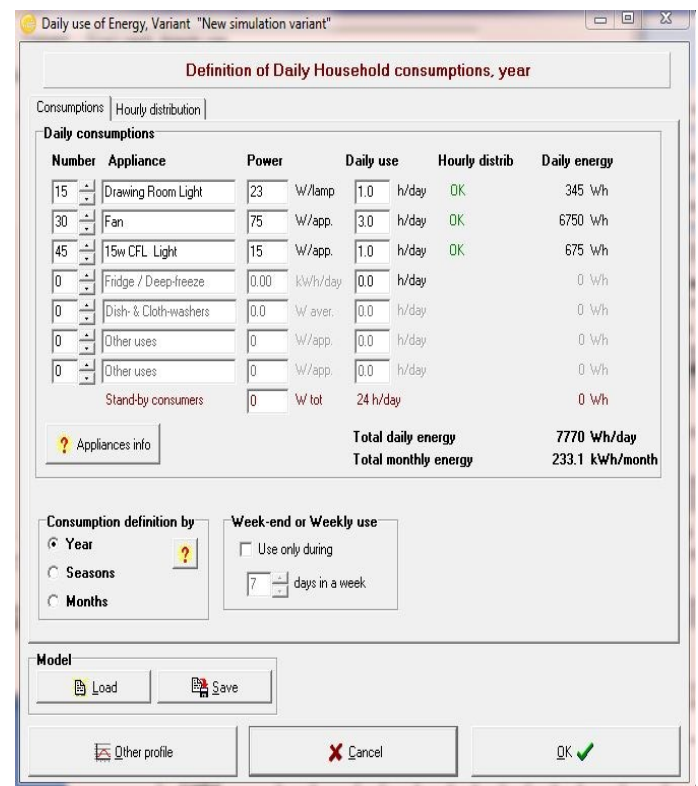 Daily use of Energy, Variant "New simulation variant"
Definition of Daily Household consumptions, year
Consumptions Hourly distribution
Daily consumptions
Number Appliance Power Daily use Hourly distrib Daily energy
15 Drawing Room Light 23 W/lamp 1.0 h/day OK 345 Wh
30 Fan 75 W/app. 3.0 h/day OK 6750 Wh
45 15w CFL Light 15 W/app. 1.0 h/day OK 675 Wh
0 Fridge / Deep-freeze 0.00 kWh/day 0.0 h/day 0 Wh
0 Dish- & Cloth-washers 0.0 W aver. 0.0 h/day 0 Wh
0 Other uses 0 W/app. 0.0 h/day 0 Wh
0 Other uses 0 W/app. 0.0 h/day 0 Wh
Stand-by consumers 0 W tot 24 h/day 0 Wh
? Appliances info
Total daily energy 7770 Wh/day
Total monthly energy 233.1 kWh/month
Consumption definition by
Year
?
Seasons
Months
Week-end or Weekly use
Use only during
7 days in a week
Model
Load Save
Other profile Cancel OK